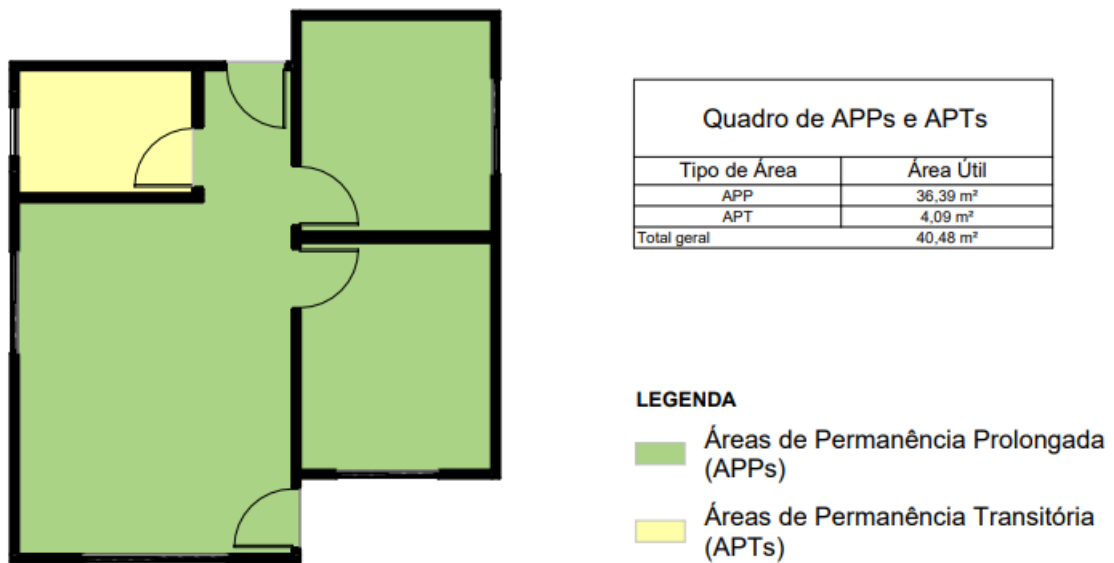 Quadro de APPs e APTs
Tipo de Área Área Útil
APP 36,39 m²
APT 4,09 m²
Total geral 40,48 m²
LEGENDA
Áreas de Permanência Prolongada
(APPs)
Áreas de Permanência Transitória
(APTs)